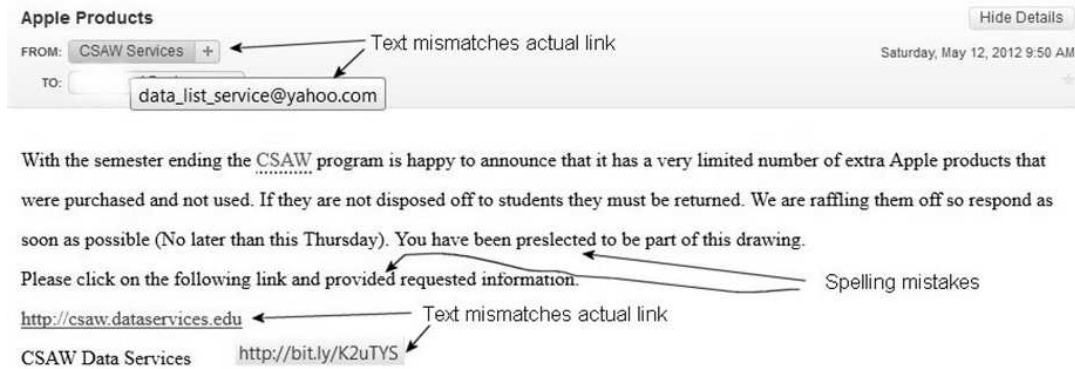 Apple Products
Hide Details
FROM: CSAW Services + Text mismatches actual link
Saturday, May 12, 2012 9:50 AM
TO:
data_list_service@yahoo.com
With the semester ending the CSAW program is happy to announce that it has a very limited number of extra Apple products that
were purchased and not used. If they are not disposed off to students they must be returned. We are raffling them off so respond as
soon as possible (No later than this Thursday). You have been preslected to be part of this drawing.
Please click on the following link and provided requested information.
Spelling mistakes
http://csaw.dataservices.edu Text mismatches actual link
CSAW Data Services http://bit.ly/K2uTYS